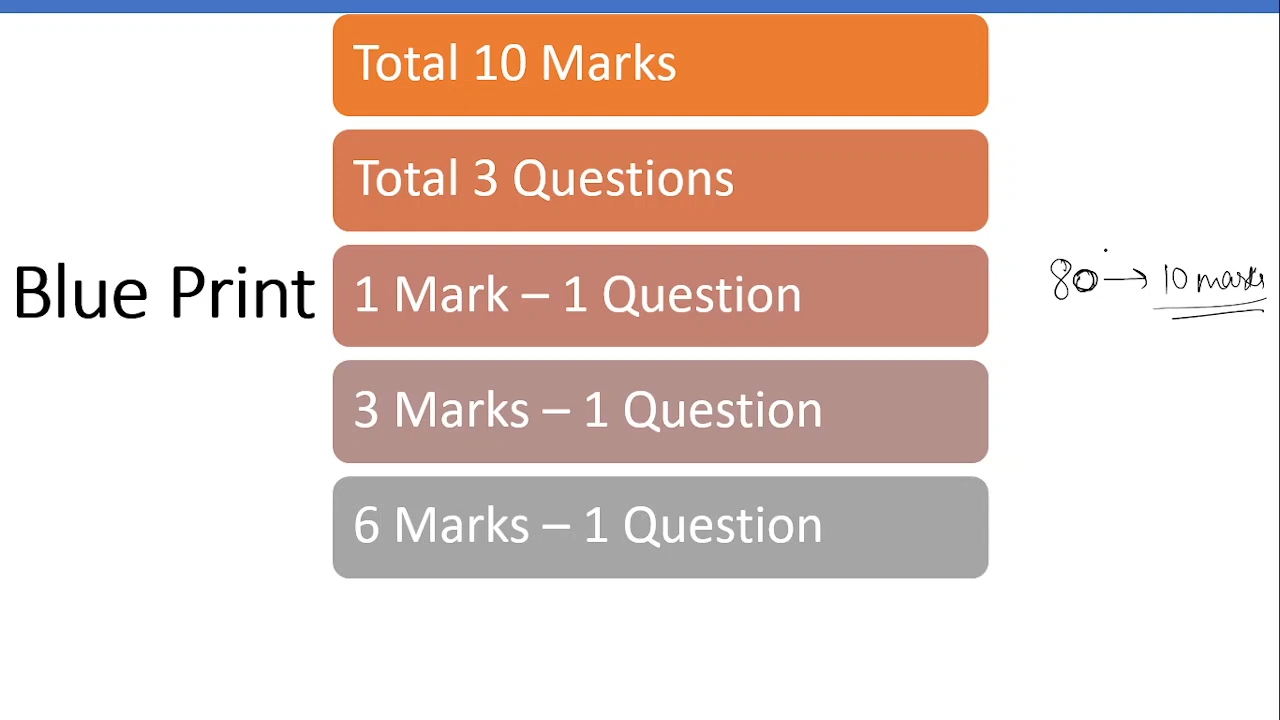 Blue Print
Total 10 Marks
Total 3 Questions
1 Mark – 1 Question
3 Marks – 1 Question
6 Marks – 1 Question
80 → 10 marks